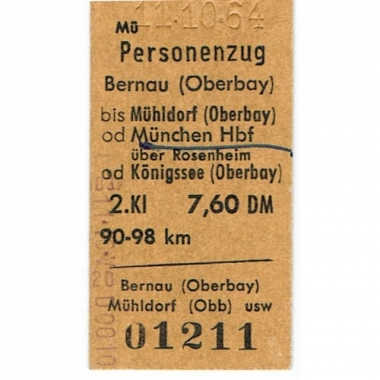 11.10.64
Mü
Personenzug
Bernau (Oberbay)
bis Mühldorf (Oberbay)
od München Hbf
über Rosenheim
od Königssee (Oberbay)
2.Kl 7,60 DM
90-98 km
Bernau (Oberbay)
Mühldorf (Obb) usw
01211